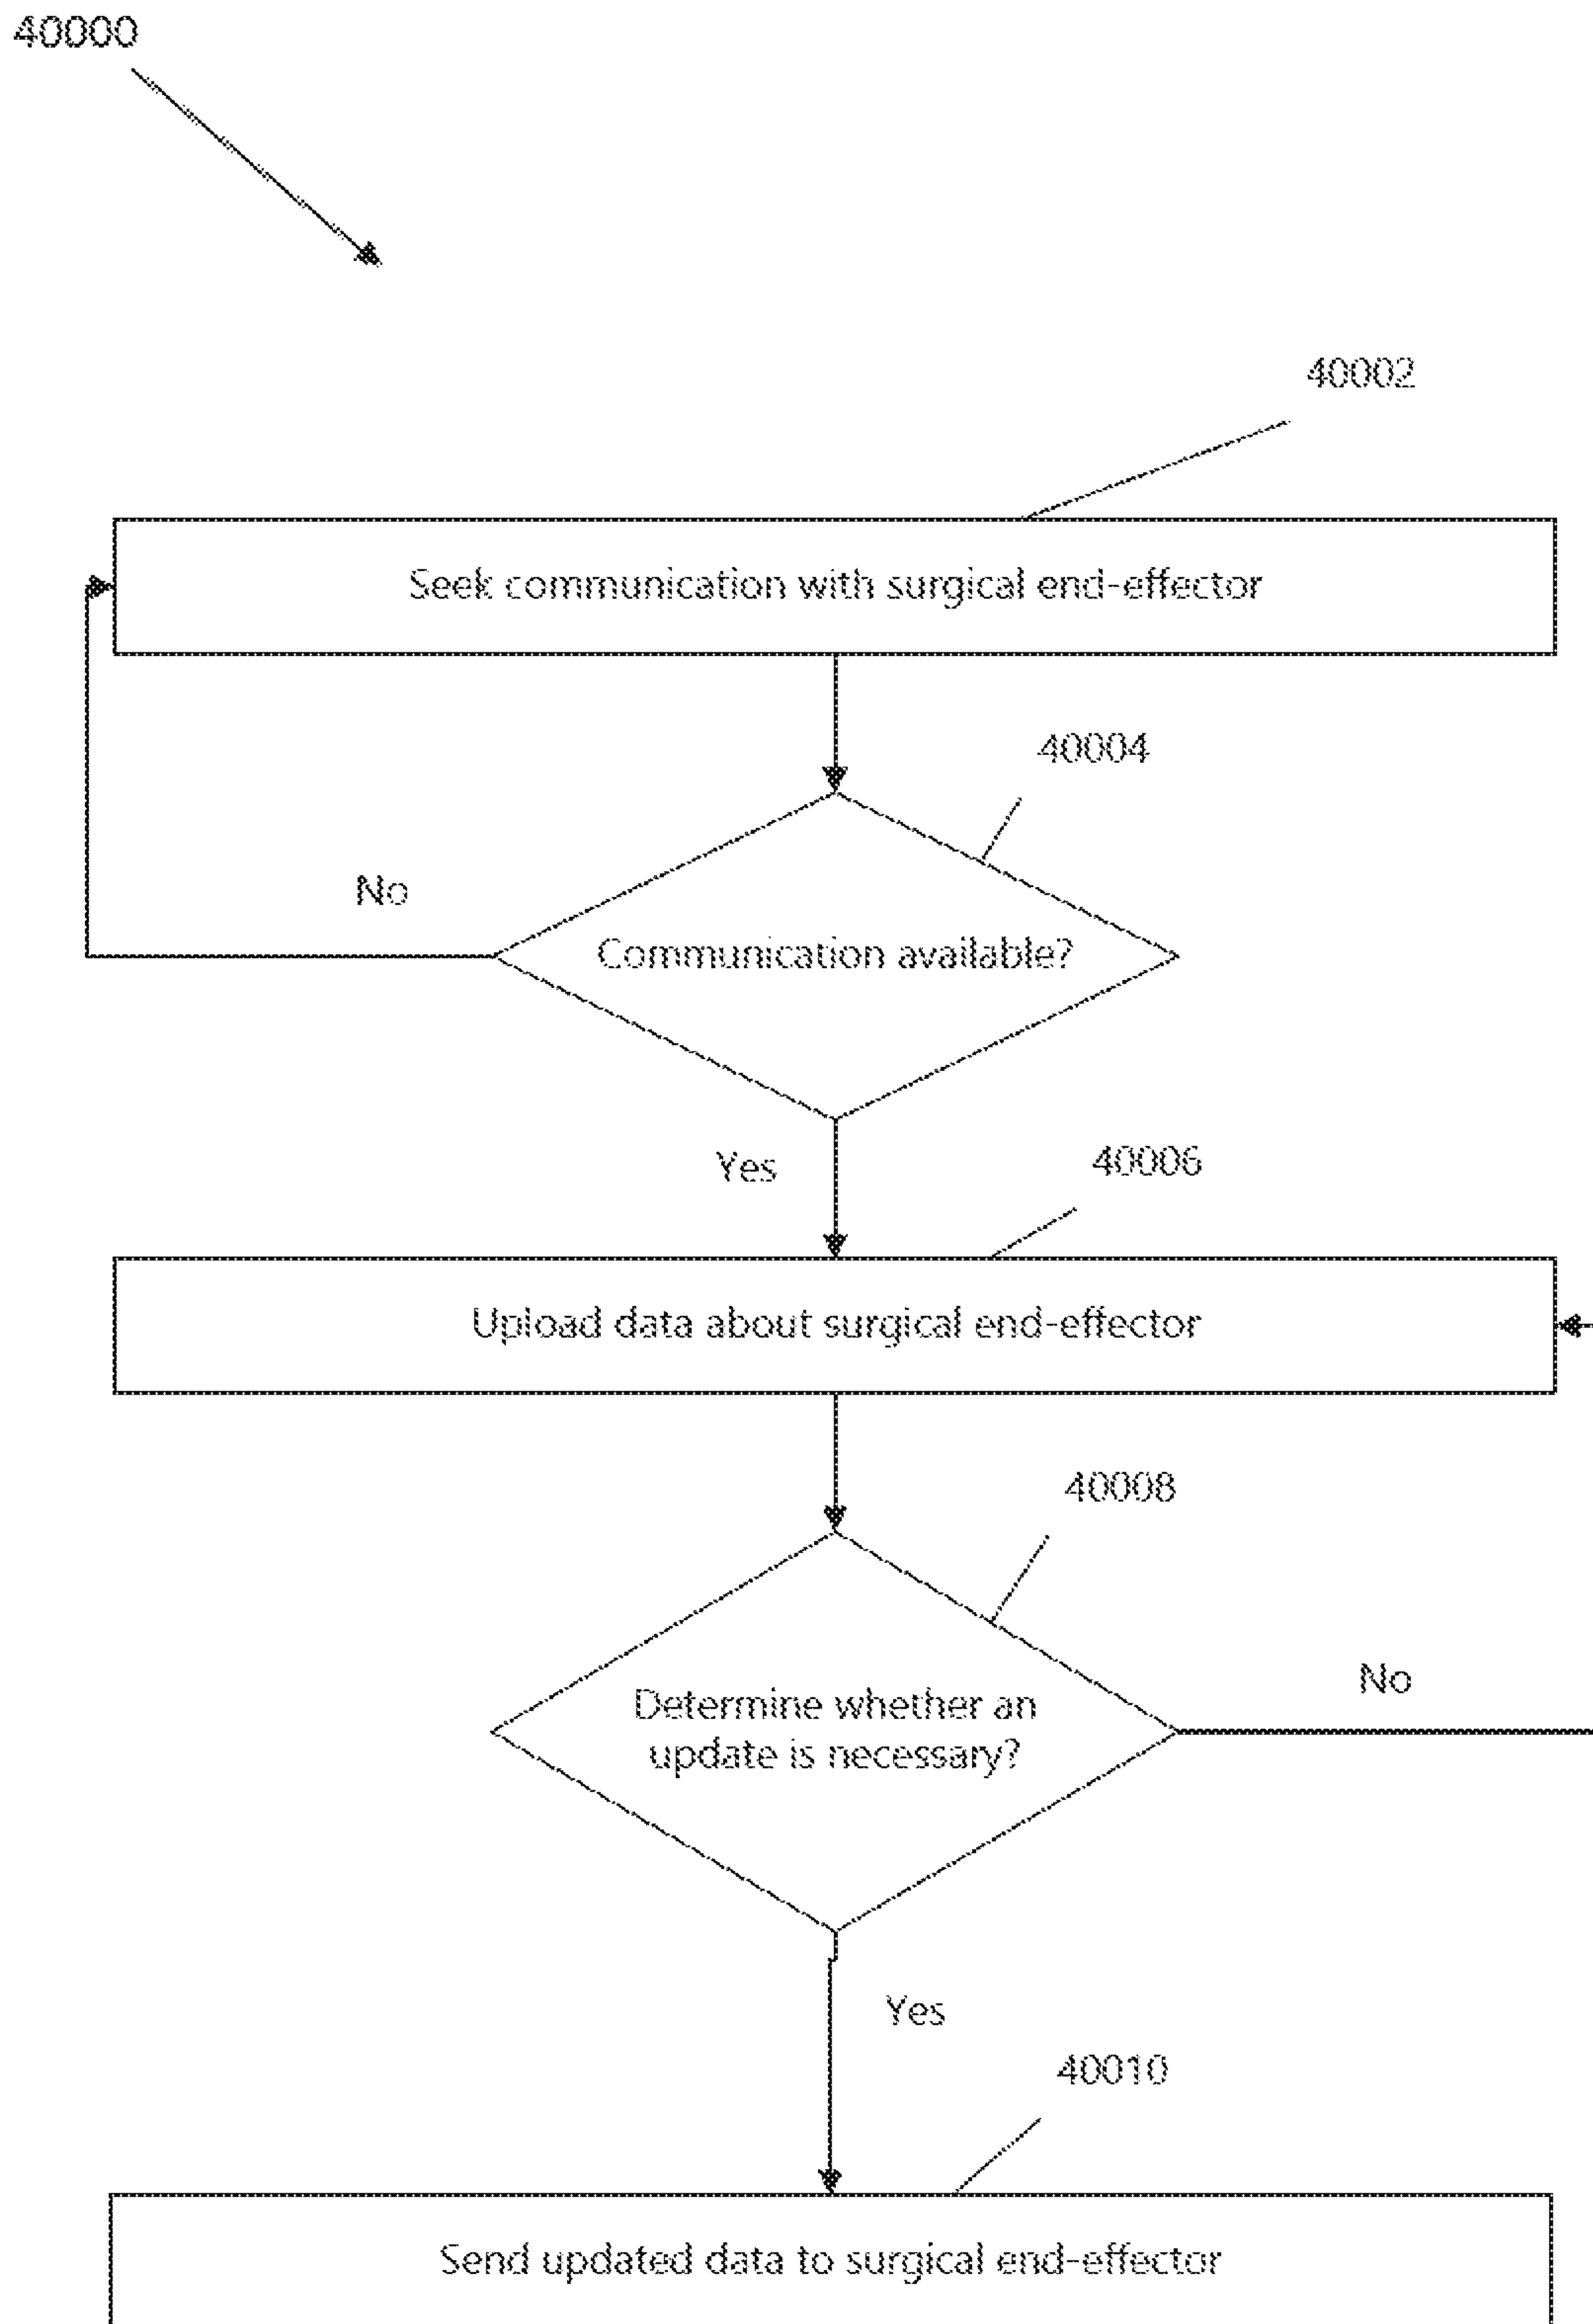 40000
40002
Seek communication with surgical end-effector
40004
No
Communication available?
Yes
40006
Upload data about surgical end-effector
40008
No
Determine whether an
update is necessary?
Yes
40010
Send updated data to surgical end-effector